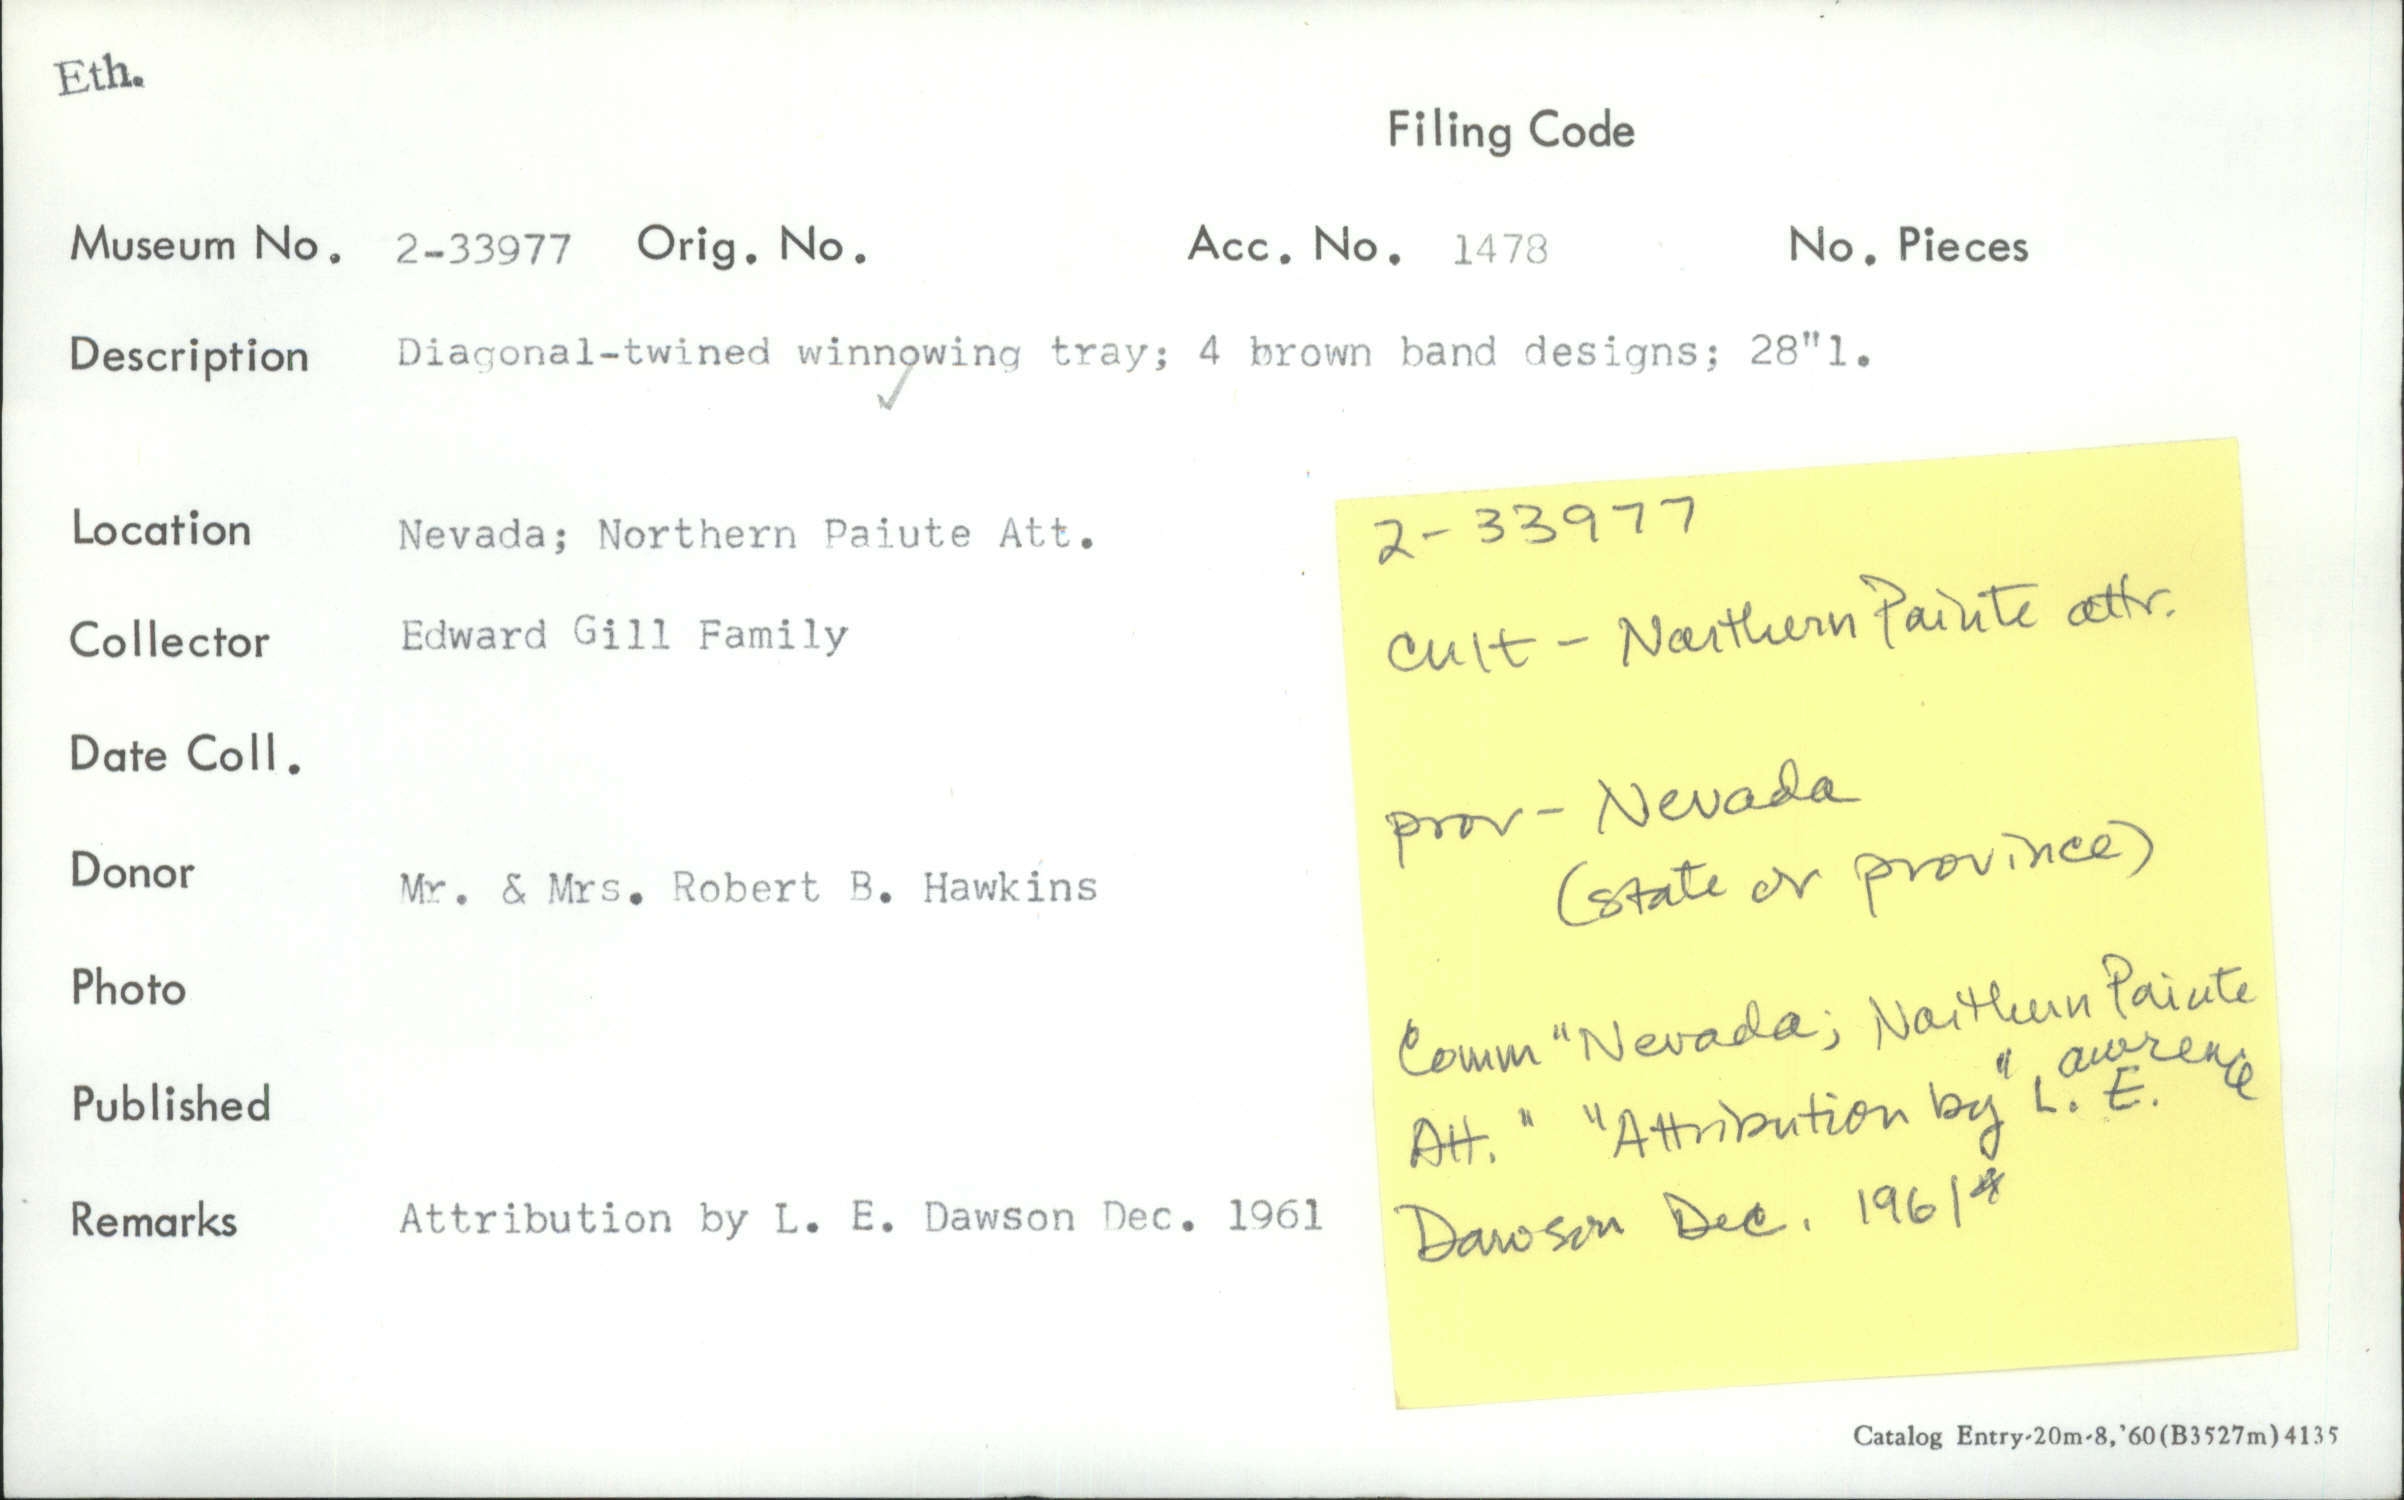 Eth.
Filing Code
Museum No. 2-33977 Orig. No. Acc. No. 1478 No. Pieces
Description Diagonal-twined winnowing tray; 4 brown band designs; 28"l.
✓
Location Nevada; Northern Paiute Att.
Collector Edward Gill Family
Date Coll.
Donor Mr. & Mrs. Robert B. Hawkins
Photo
Published
Remarks Attribution by L. E. Dawson Dec. 1961
2-33977
Cult - Northern Paiute attr.
prov - Nevada
(state or province)
Comm "Nevada; Northern Paiute
Att." "Attribution by" L. E. awrence
Dawson Dec. 1961*
Catalog Entry-20m-8,'60(B3527m)4135